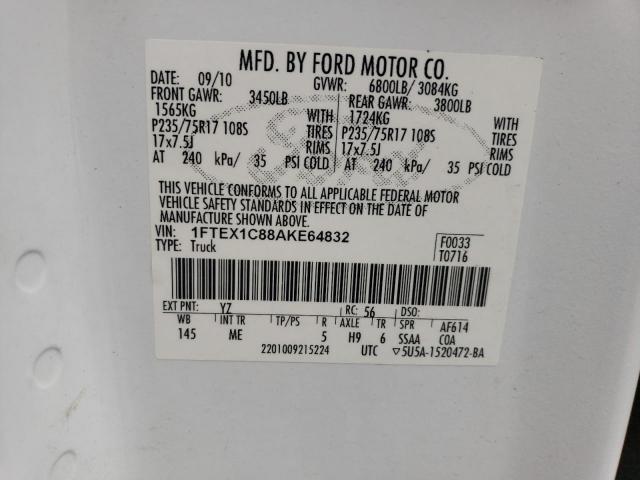 MFD. BY FORD MOTOR CO.
DATE: 09/10 GVWR: 6800LB/ 3084KG
FRONT GAWR: 3450LB REAR GAWR: 3800LB
1565KG WITH 1724KG WITH
P235/75R17 108S TIRES P235/75R17 108S TIRES
17x7.5J RIMS 17x7.5J RIMS
AT 240 kPa/ 35 PSI COLD AT 240 kPa/ 35 PSI COLD
THIS VEHICLE CONFORMS TO ALL APPLICABLE FEDERAL MOTOR
VEHICLE SAFETY STANDARDS IN EFFECT ON THE DATE OF
MANUFACTURE SHOWN ABOVE.
VIN: 1FTEX1C88AKE64832 F0033
TYPE: Truck T0716
EXT PNT: YZ RC: 56 DSO:
WB INT TR TP/PS R AXLE TR SPR AF614
145 ME 5 H9 6 SSAA COA
2201009215224 UTC ▽5U5A-1520472-BA